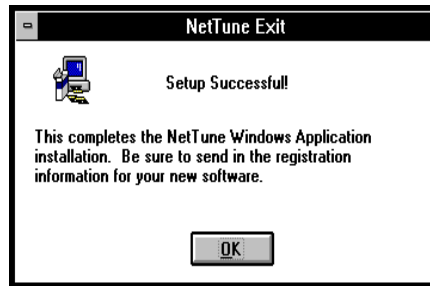 NetTune Exit
Setup Successful!
This completes the NetTune Windows Application
installation.  Be sure to send in the registration
information for your new software.
OK